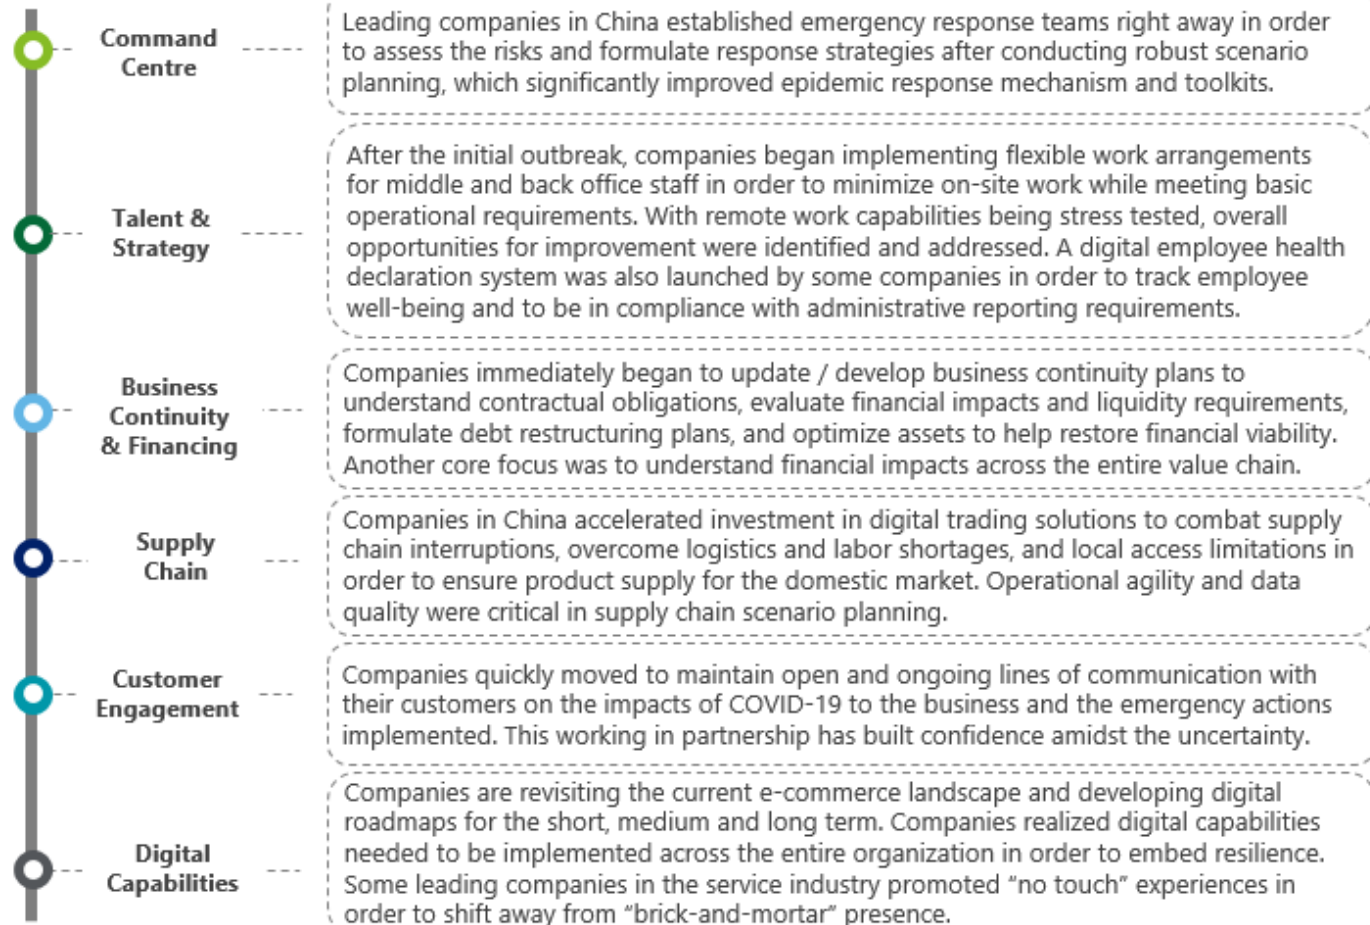 Command
Centre
Leading companies in China established emergency response teams right away in order
to assess the risks and formulate response strategies after conducting robust scenario
planning, which significantly improved epidemic response mechanism and toolkits.
Talent &
Strategy
After the initial outbreak, companies began implementing flexible work arrangements
for middle and back office staff in order to minimize on-site work while meeting basic
operational requirements. With remote work capabilities being stress tested, overall
opportunities for improvement were identified and addressed. A digital employee health
declaration system was also launched by some companies in order to track employee
well-being and to be in compliance with administrative reporting requirements.
Business
Continuity
& Financing
Companies immediately began to update / develop business continuity plans to
understand contractual obligations, evaluate financial impacts and liquidity requirements,
formulate debt restructuring plans, and optimize assets to help restore financial viability.
Another core focus was to understand financial impacts across the entire value chain.
Supply
Chain
Companies in China accelerated investment in digital trading solutions to combat supply
chain interruptions, overcome logistics and labor shortages, and local access limitations in
order to ensure product supply for the domestic market. Operational agility and data
quality were critical in supply chain scenario planning.
Customer
Engagement
Companies quickly moved to maintain open and ongoing lines of communication with
their customers on the impacts of COVID-19 to the business and the emergency actions
implemented. This working in partnership has built confidence amidst the uncertainty.
Digital
Capabilities
Companies are revisiting the current e-commerce landscape and developing digital
roadmaps for the short, medium and long term. Companies realized digital capabilities
needed to be implemented across the entire organization in order to embed resilience.
Some leading companies in the service industry promoted “no touch” experiences in
order to shift away from “brick-and-mortar” presence.